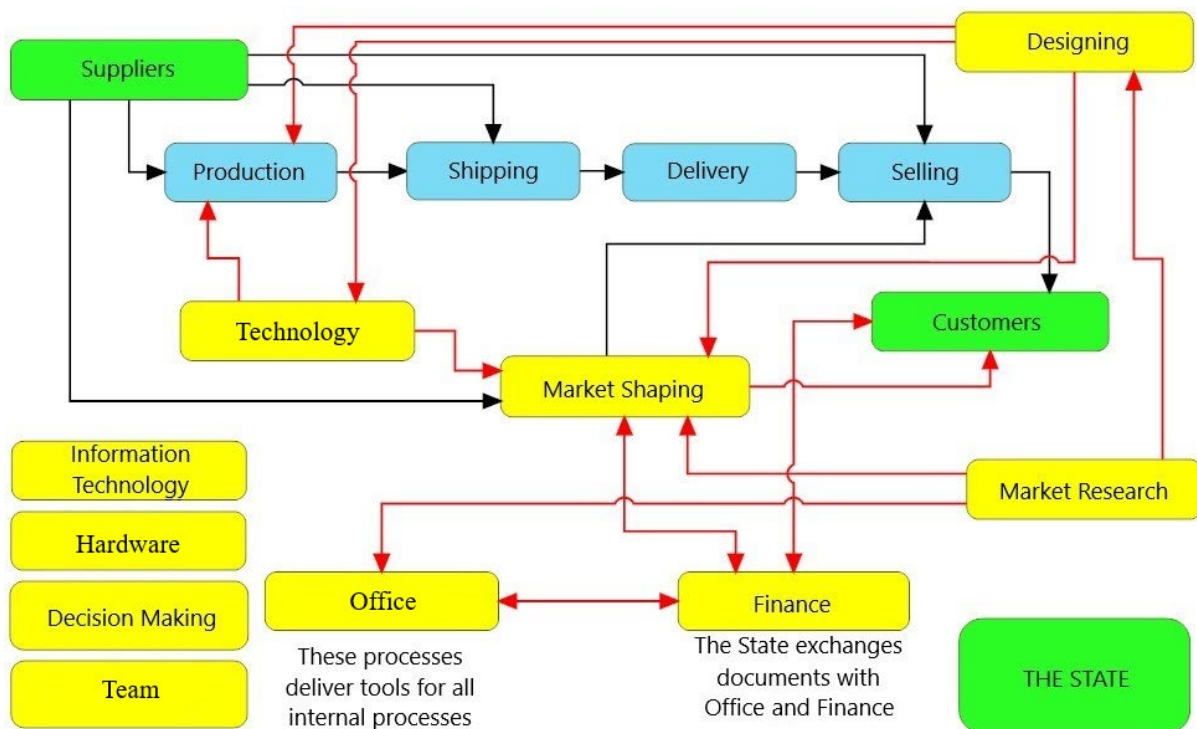 Designing
Suppliers
Production
Shipping
Delivery
Selling
Technology
Customers
Market Shaping
Information
Technology
Market Research
Hardware
Office
Finance
Decision Making
These processes
deliver tools for all
internal processes
The State exchanges
documents with
Office and Finance
THE STATE
Team